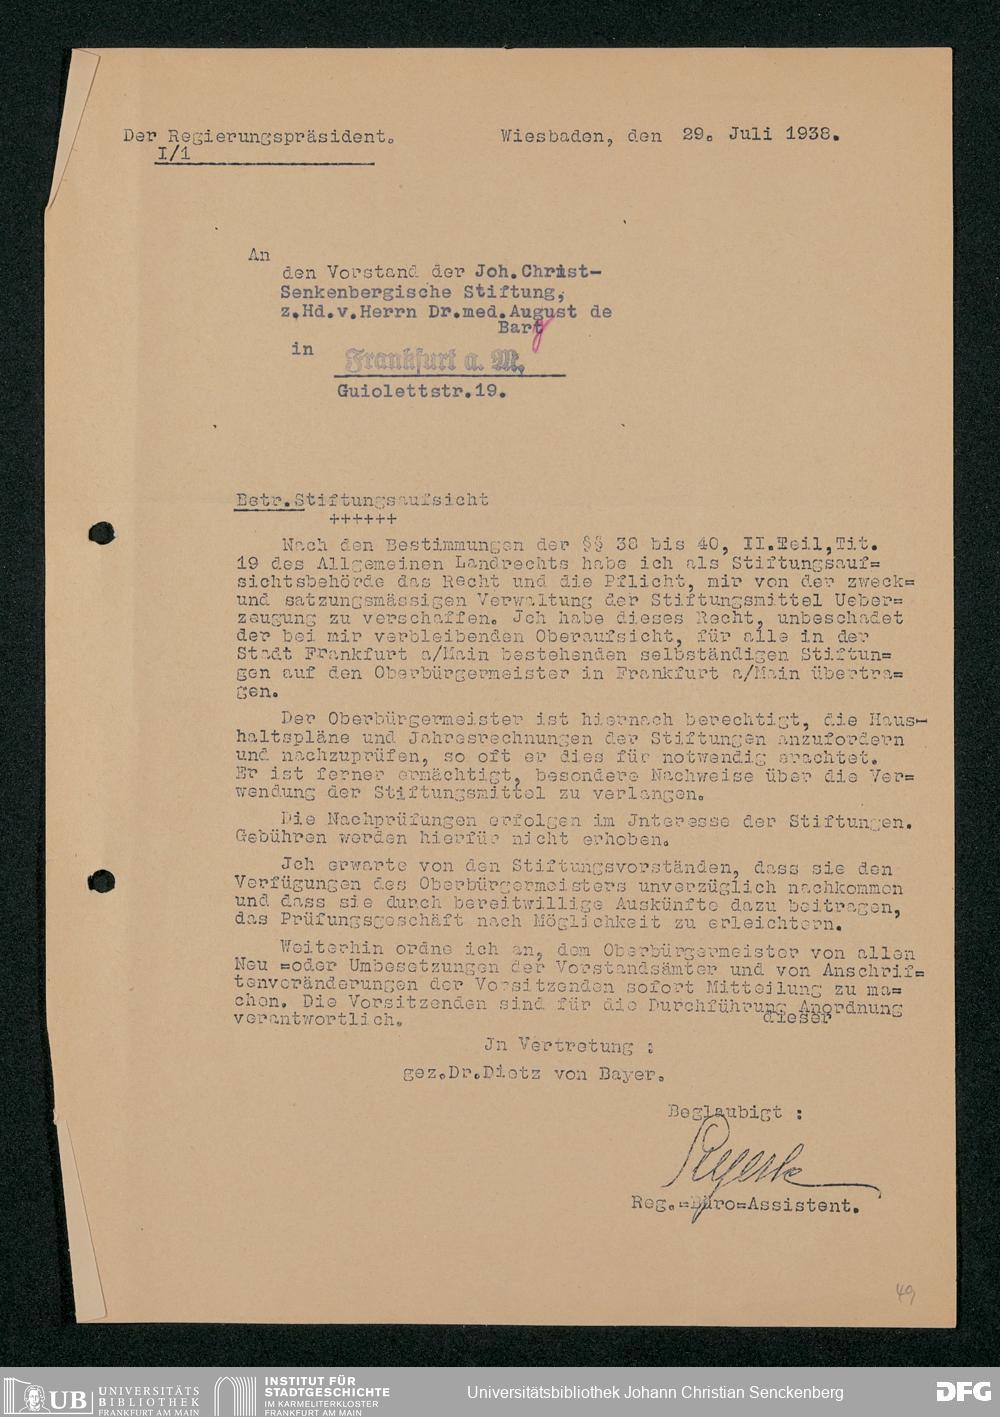 Der Regierungspräsident. Wiesbaden, den 29. Juli 1938.
I/1
An
den Vorstand der Joh.Christ-
Senkenbergische Stiftung,
z.Hd.v.Herrn Dr.med.August de
Bary
in Frankfurt a. M.,
Guiolettstr.19.
Betr.Stiftungsaufsicht
++++++
Nach den Bestimmungen der §§ 38 bis 40, II.Teil,Tit.
19 des Allgemeinen Landrechts habe ich als Stiftungsauf=
sichtsbehörde das Recht und die Pflicht, mir von der zweck=
und satzungsmässigen Verwaltung der Stiftungsmittel Ueber=
zeugung zu verschaffen. Jch habe dieses Recht, unbeschadet
der bei mir verbleibenden Oberaufsicht, für alle in der
Stadt Frankfurt a/Main bestehenden selbständigen Stiftun=
gen auf den Oberbürgermeister in Frankfurt a/Main übertra=
gen.
Der Oberbürgermeister ist hiernach berechtigt, die Haus-
haltspläne und Jahresrechnungen der Stiftungen anzufordern
und nachzuprüfen, so oft er dies für notwendig erachtet.
Er ist ferner ermächtigt, besondere Nachweise über die Ver=
wendung der Stiftungsmittel zu verlangen.
Die Nachprüfungen erfolgen im Jnteresse der Stiftungen.
Gebühren werden hierfür nicht erhoben.
Jch erwarte von den Stiftungsvorständen, dass sie den
Verfügungen des Oberbürgermeisters unverzüglich nachkommen
und dass sie durch bereitwillige Auskünfte dazu beitragen,
das Prüfungsgeschäft nach Möglichkeit zu erleichtern.
Weiterhin ordne ich an, dem Oberbürgermeister von allen
Neu =oder Umbesetzungen der Vorstandsämter und von Anschrif=
tenveränderungen der Vorsitzenden sofort Mitteilung zu ma=
chen. Die Vorsitzenden sind für die Durchführung Anordnung
verantwortlich. dieser
Jn Vertretung :
gez.Dr.Dietz von Bayer.
Beglaubigt :
Reg.=Büro=Assistent.
49
UB UNIVERSITÄTS
BIBLIOTHEK
FRANKFURT AM MAIN
INSTITUT FÜR
STADTGESCHICHTE
IM KARMELITERKLOSTER
FRANKFURT AM MAIN
Universitätsbibliothek Johann Christian Senckenberg
DFG